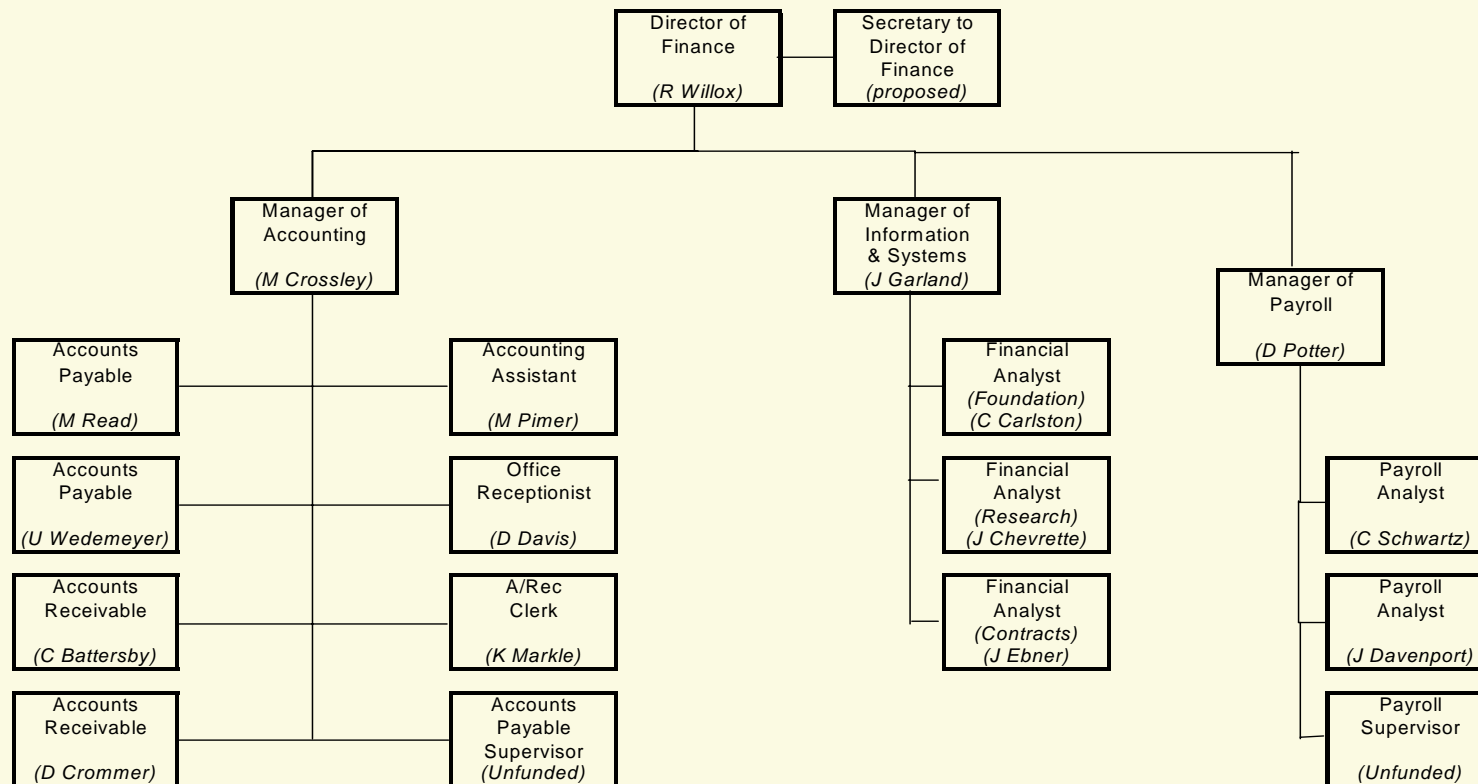 Director of
Finance
(R Willox)
Secretary to
Director of
Finance
(proposed)
Manager of
Accounting
(M Crossley)
Manager of
Information
& Systems
(J Garland)
Manager of
Payroll
(D Potter)
Accounts
Payable
(M Read)
Accounting
Assistant
(M Pimer)
Financial
Analyst
(Foundation)
(C Carlston)
Accounts
Payable
(U Wedemeyer)
Office
Receptionist
(D Davis)
Financial
Analyst
(Research)
(J Chevrette)
Payroll
Analyst
(C Schwartz)
Accounts
Receivable
(C Battersby)
A/Rec
Clerk
(K Markle)
Financial
Analyst
(Contracts)
(J Ebner)
Payroll
Analyst
(J Davenport)
Accounts
Receivable
(D Crommer)
Accounts
Payable
Supervisor
(Unfunded)
Payroll
Supervisor
(Unfunded)